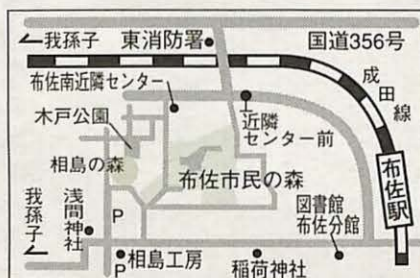 我孫子
東消防署
国道356号
成田線
布佐南近隣センター
木戸公園
近隣
センター前
相島の森
布佐市民の森
布佐駅
我孫子
浅間神社
P
図書館
布佐分館
P
相島工房
稲荷神社